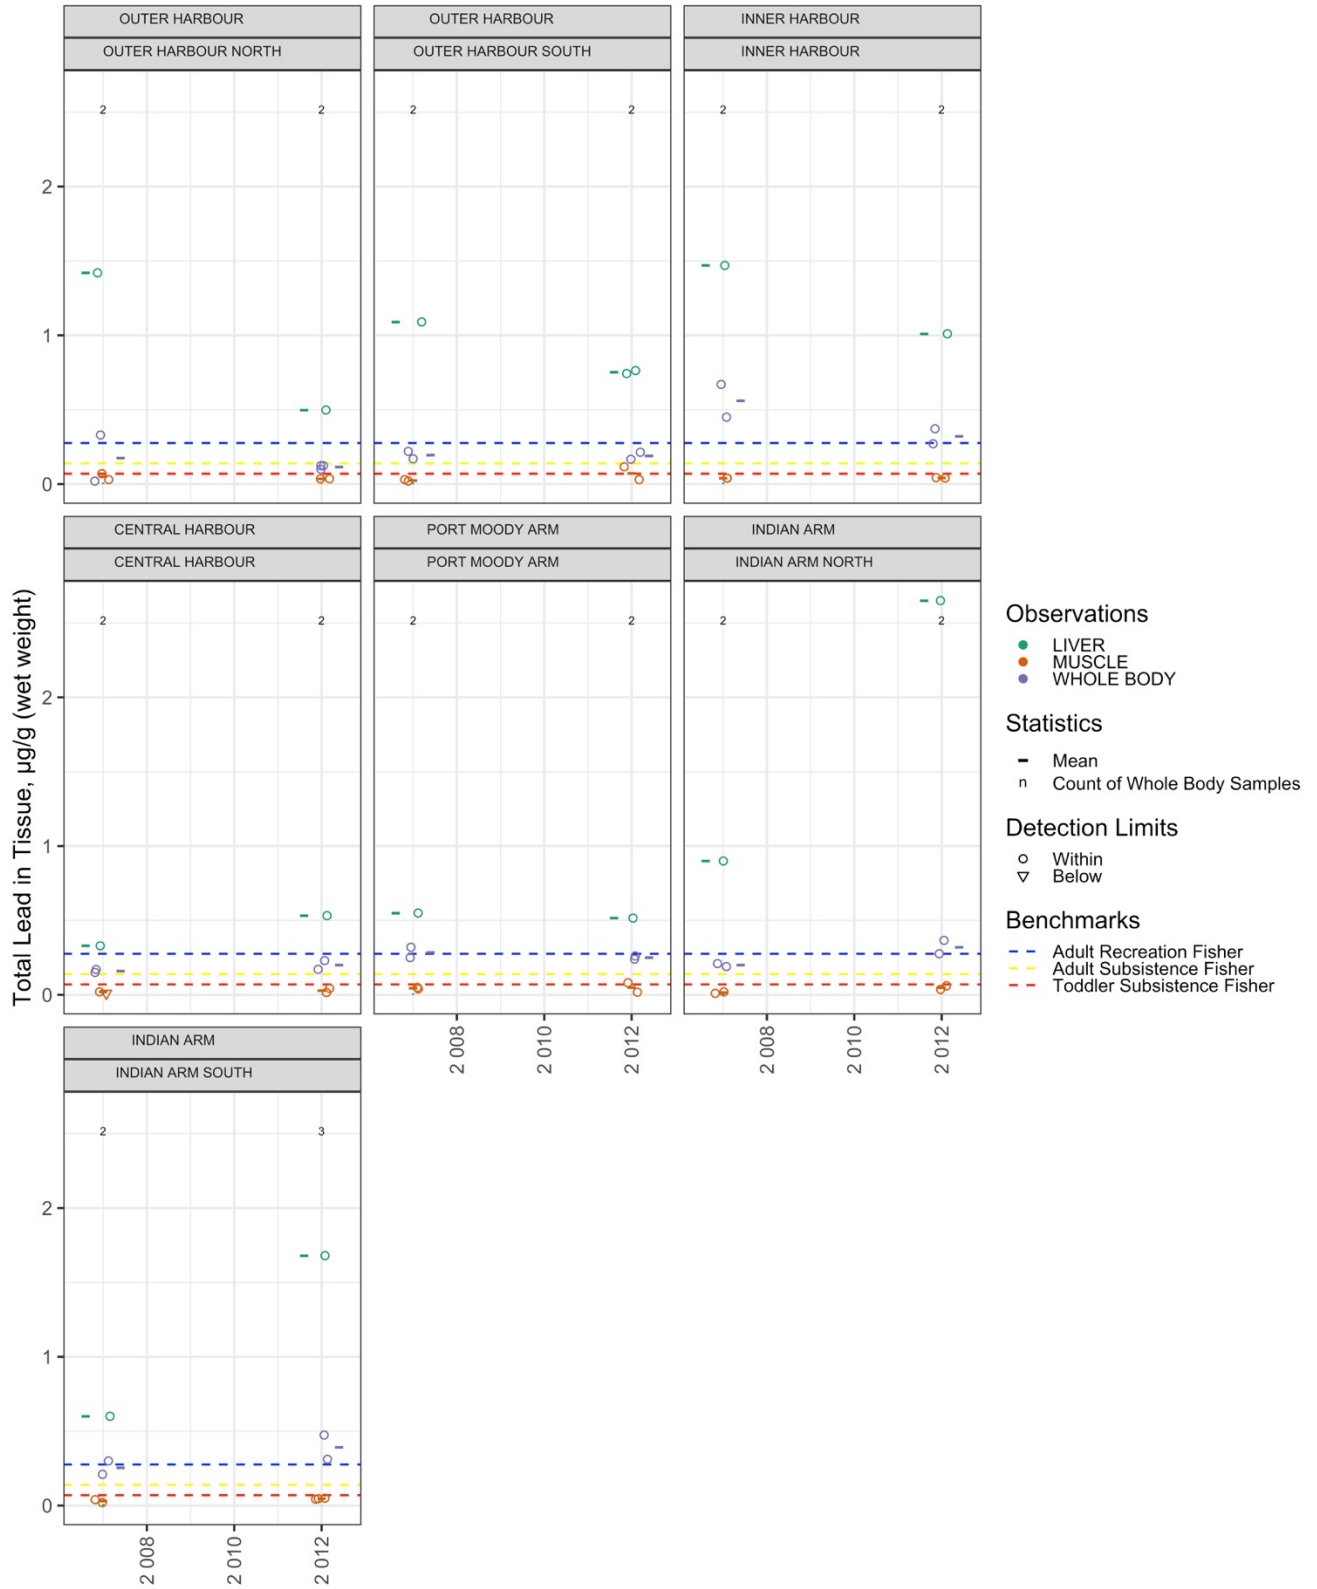 OUTER HARBOUR OUTER HARBOUR INNER HARBOUR
OUTER HARBOUR NORTH OUTER HARBOUR SOUTH INNER HARBOUR
2 2 2 2 2 2
2
1
0
CENTRAL HARBOUR PORT MOODY ARM INDIAN ARM
CENTRAL HARBOUR PORT MOODY ARM INDIAN ARM NORTH
2 2 2 2 2 2
2
1
0
2 008 2 010 2 012 2 008 2 010 2 012
INDIAN ARM
INDIAN ARM SOUTH
2 3
2
1
0
2 008 2 010 2 012
Total Lead in Tissue, µg/g (wet weight)
Observations
LIVER
MUSCLE
WHOLE BODY
Statistics
Mean
n Count of Whole Body Samples
Detection Limits
Within
Below
Benchmarks
Adult Recreation Fisher
Adult Subsistence Fisher
Toddler Subsistence Fisher